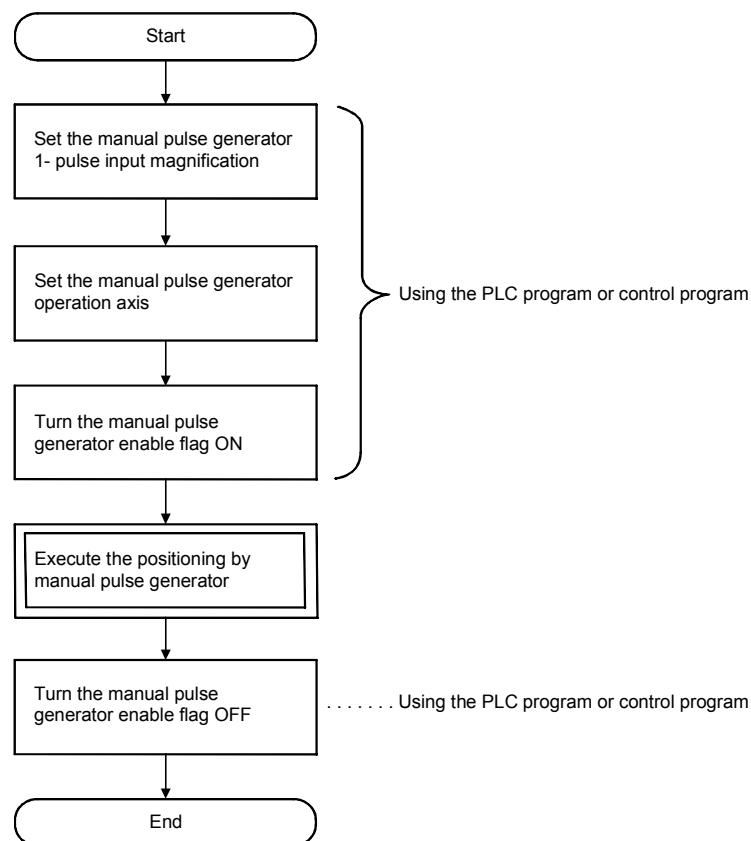 Start
Set the manual pulse generator
1- pulse input magnification
Set the manual pulse generator
operation axis
Using the PLC program or control program
Turn the manual pulse
generator enable flag ON
Execute the positioning by
manual pulse generator
Turn the manual pulse
generator enable flag OFF
. . . . . . . Using the PLC program or control program
End